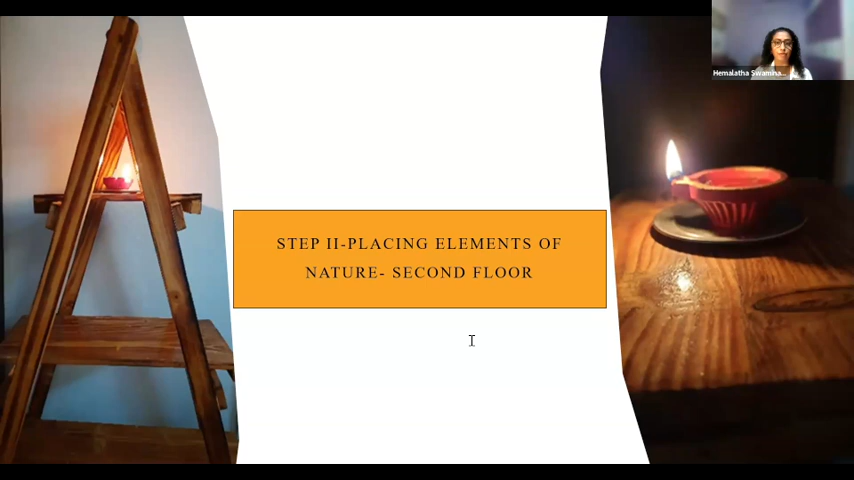 STEP II-PLACING ELEMENTS OF
NATURE- SECOND FLOOR
Hemalatha Swamina...